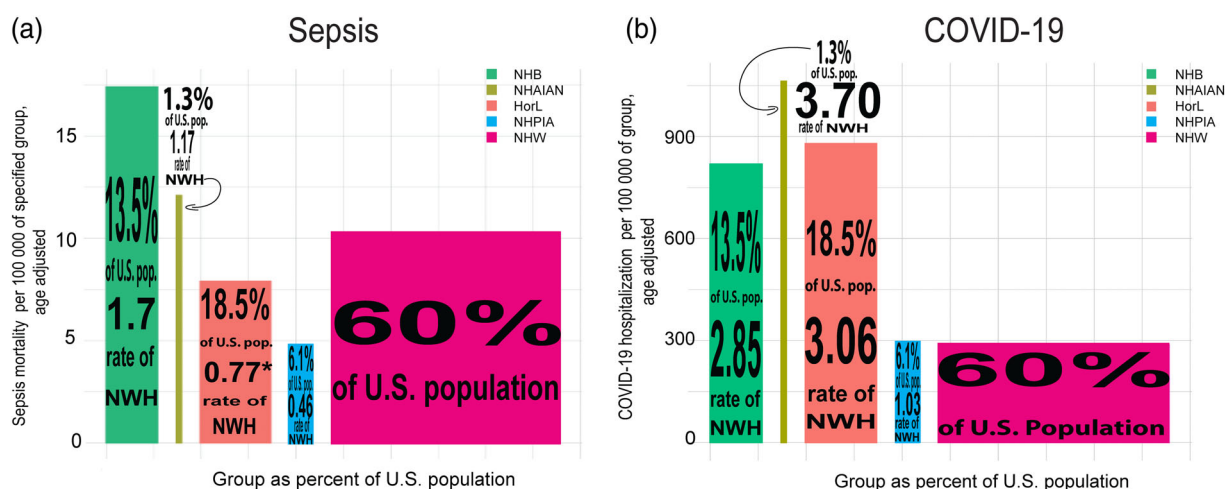 (a)
Sepsis
Sepsis mortality per 100 000 of specified group,
age adjusted
15
10
5
0
NHB
NHAIAN
HorL
NHPIA
NHW
13.5%
of U.S. pop.
1.7
rate of
NWH
1.3%
of U.S. pop.
1.17
rate of
NWH
18.5%
of U.S. pop.
0.77*
rate of
NWH
6.1%
of U.S. pop.
0.46
rate of
NWH
60%
of U.S. population
Group as percent of U.S. population
(b)
COVID-19
COVID-19 hospitalization per 100 000 of group,
age adjusted
900
600
300
0
NHB
NHAIAN
HorL
NHPIA
NHW
13.5%
of U.S. pop.
2.85
rate of
NWH
1.3%
of U.S. pop.
3.70
rate of NWH
18.5%
of U.S. pop.
3.06
rate of
NWH
6.1%
of U.S. pop.
1.03
rate of
NWH
60%
of U.S. Population
Group as percent of U.S. population